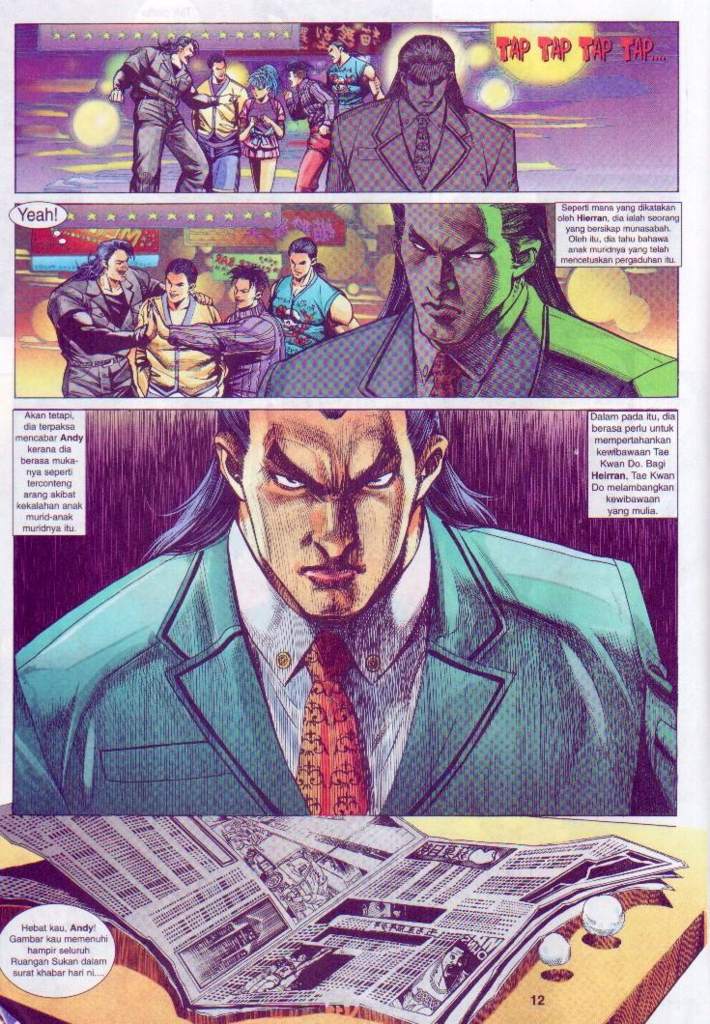 TAP TAP TAP TAP....
Yeah!
Seperti mana yang dikatakan
oleh Hierran, dia ialah seorang
yang bersikap munasabah.
Oleh itu, dia tahu bahawa
anak muridnya yang telah
mencetuskan pergaduhan itu.
Akan tetapi,
dia terpaksa
mencabar Andy
kerana dia
berasa muka-
nya seperti
terconteng
arang akibat
kekalahan anak
murid-anak
muridnya itu.
Dalam pada itu, dia
berasa perlu untuk
mempertahankan
kewibawaan Tae
Kwan Do. Bagi
Heirran, Tae Kwan
Do melambangkan
kewibawaan
yang mulia.
Hebat kau, Andy!
Gambar kau memenuhi
hampir seluruh
Ruangan Sukan dalam
surat khabar hari ni....
12